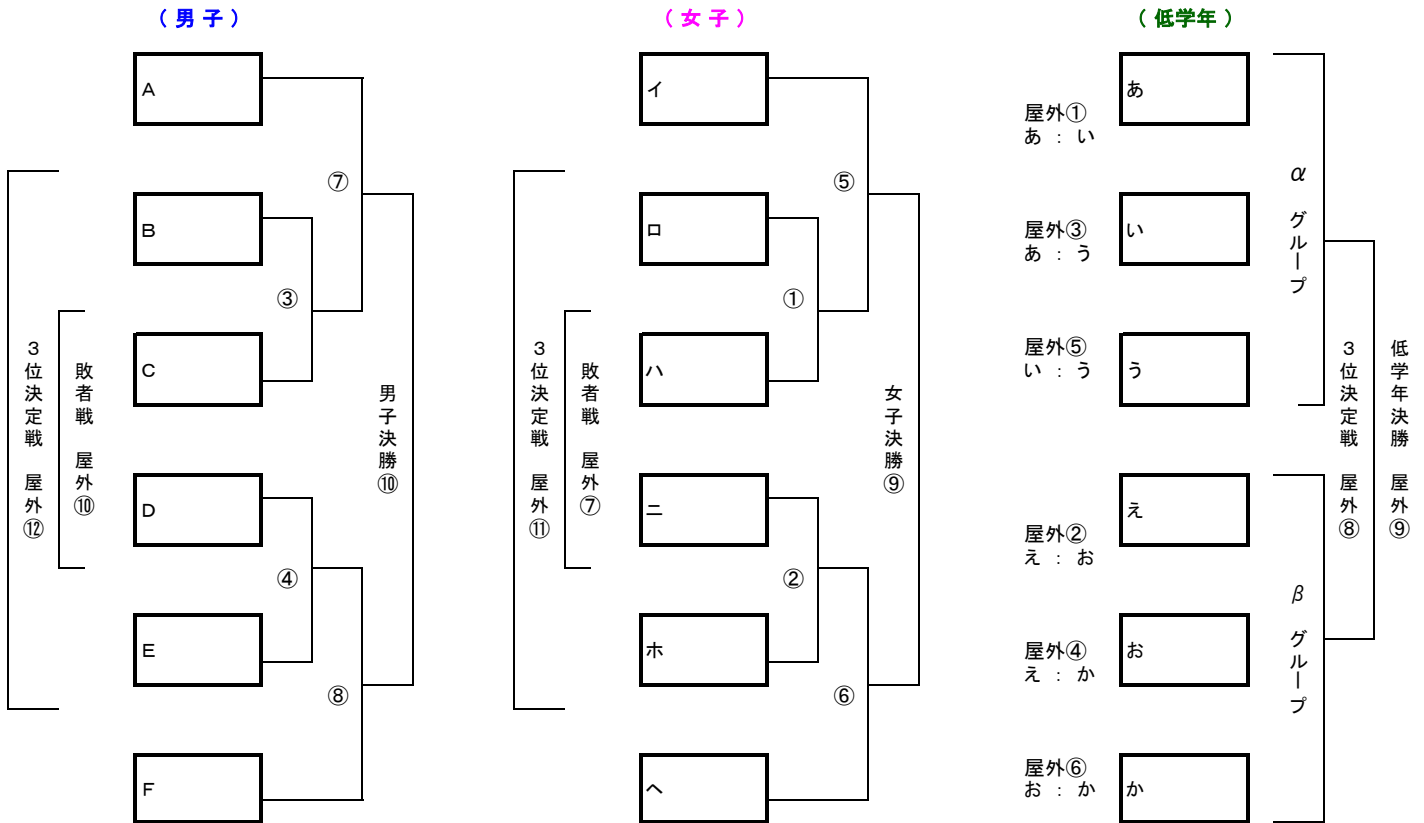 ( 男 子 )
A
B
C
D
E
F
⑦
③
④
⑧
男子決勝⑩
敗者戦 屋外⑩
3位決定戦 屋外⑫
( 女 子 )
イ
ロ
ハ
ニ
ホ
ヘ
⑤
①
②
⑥
女子決勝⑨
敗者戦 屋外⑦
3位決定戦 屋外⑪
( 低学年 )
屋外①
あ : い
屋外③
あ : う
屋外⑤
い : う
屋外②
え : お
屋外④
え : か
屋外⑥
お : か
あ
い
う
え
お
か
α グループ
β グループ
3位決定戦 屋外⑧
低学年決勝 屋外⑨